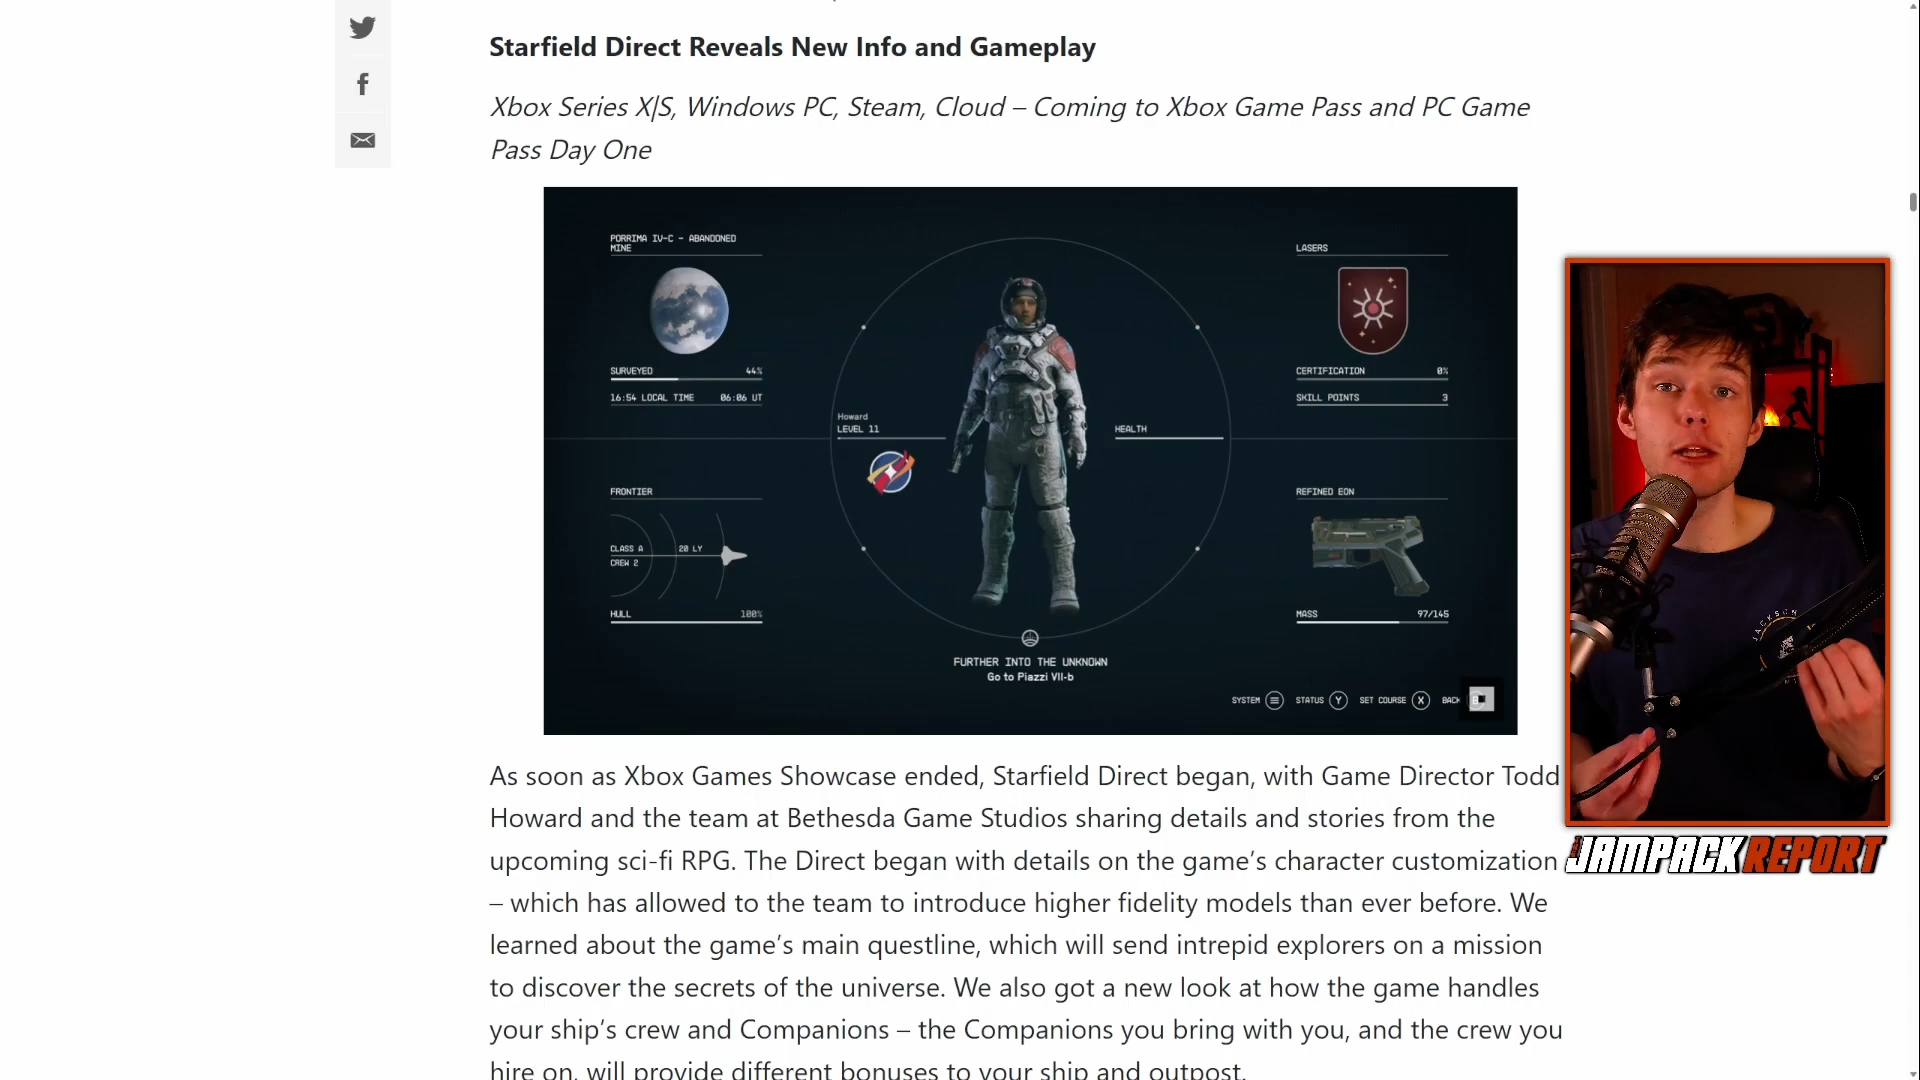 Starfield Direct Reveals New Info and Gameplay
Xbox Series X|S, Windows PC, Steam, Cloud – Coming to Xbox Game Pass and PC Game
Pass Day One
PORRIMA IV-C - ABANDONED
MINE
SURVEYED 44%
16:54 LOCAL TIME 06:06 UT
LASERS
CERTIFICATION 0%
SKILL POINTS 3
Howard
LEVEL 11
HEALTH
FRONTIER
CLASS A 20 LY
CREW 2
HULL 100%
REFINED EON
MASS 97/145
FURTHER INTO THE UNKNOWN
Go to Piazzi VII-b
SYSTEM STATUS Y SET COURSE X BACK
JACKSON
JAMPACK REPORT
As soon as Xbox Games Showcase ended, Starfield Direct began, with Game Director Todd
Howard and the team at Bethesda Game Studios sharing details and stories from the
upcoming sci-fi RPG. The Direct began with details on the game’s character customization
– which has allowed to the team to introduce higher fidelity models than ever before. We
learned about the game’s main questline, which will send intrepid explorers on a mission
to discover the secrets of the universe. We also got a new look at how the game handles
your ship’s crew and Companions – the Companions you bring with you, and the crew you
hire on, will provide different bonuses to your ship and outpost.